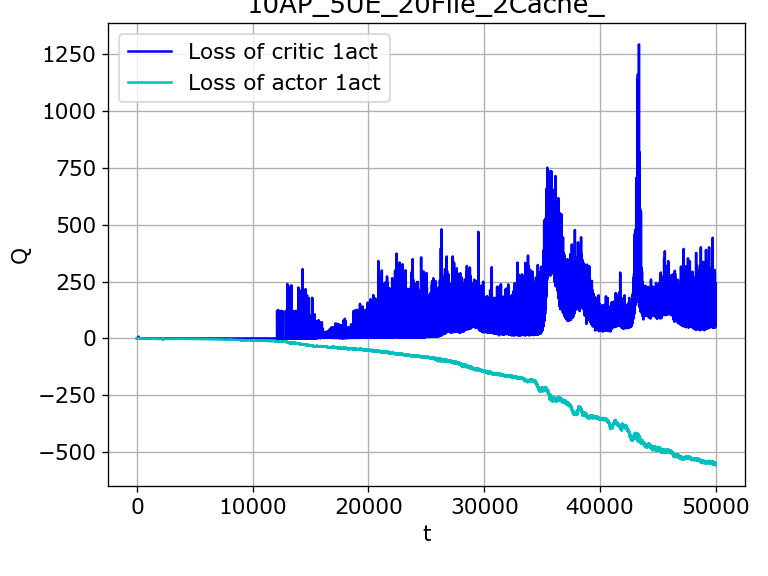 10AP_5UE_20File_2Cache_
Loss of critic 1act
Loss of actor 1act
1250
1000
750
500
250
0
−250
−500
Q
0 10000 20000 30000 40000 50000
t